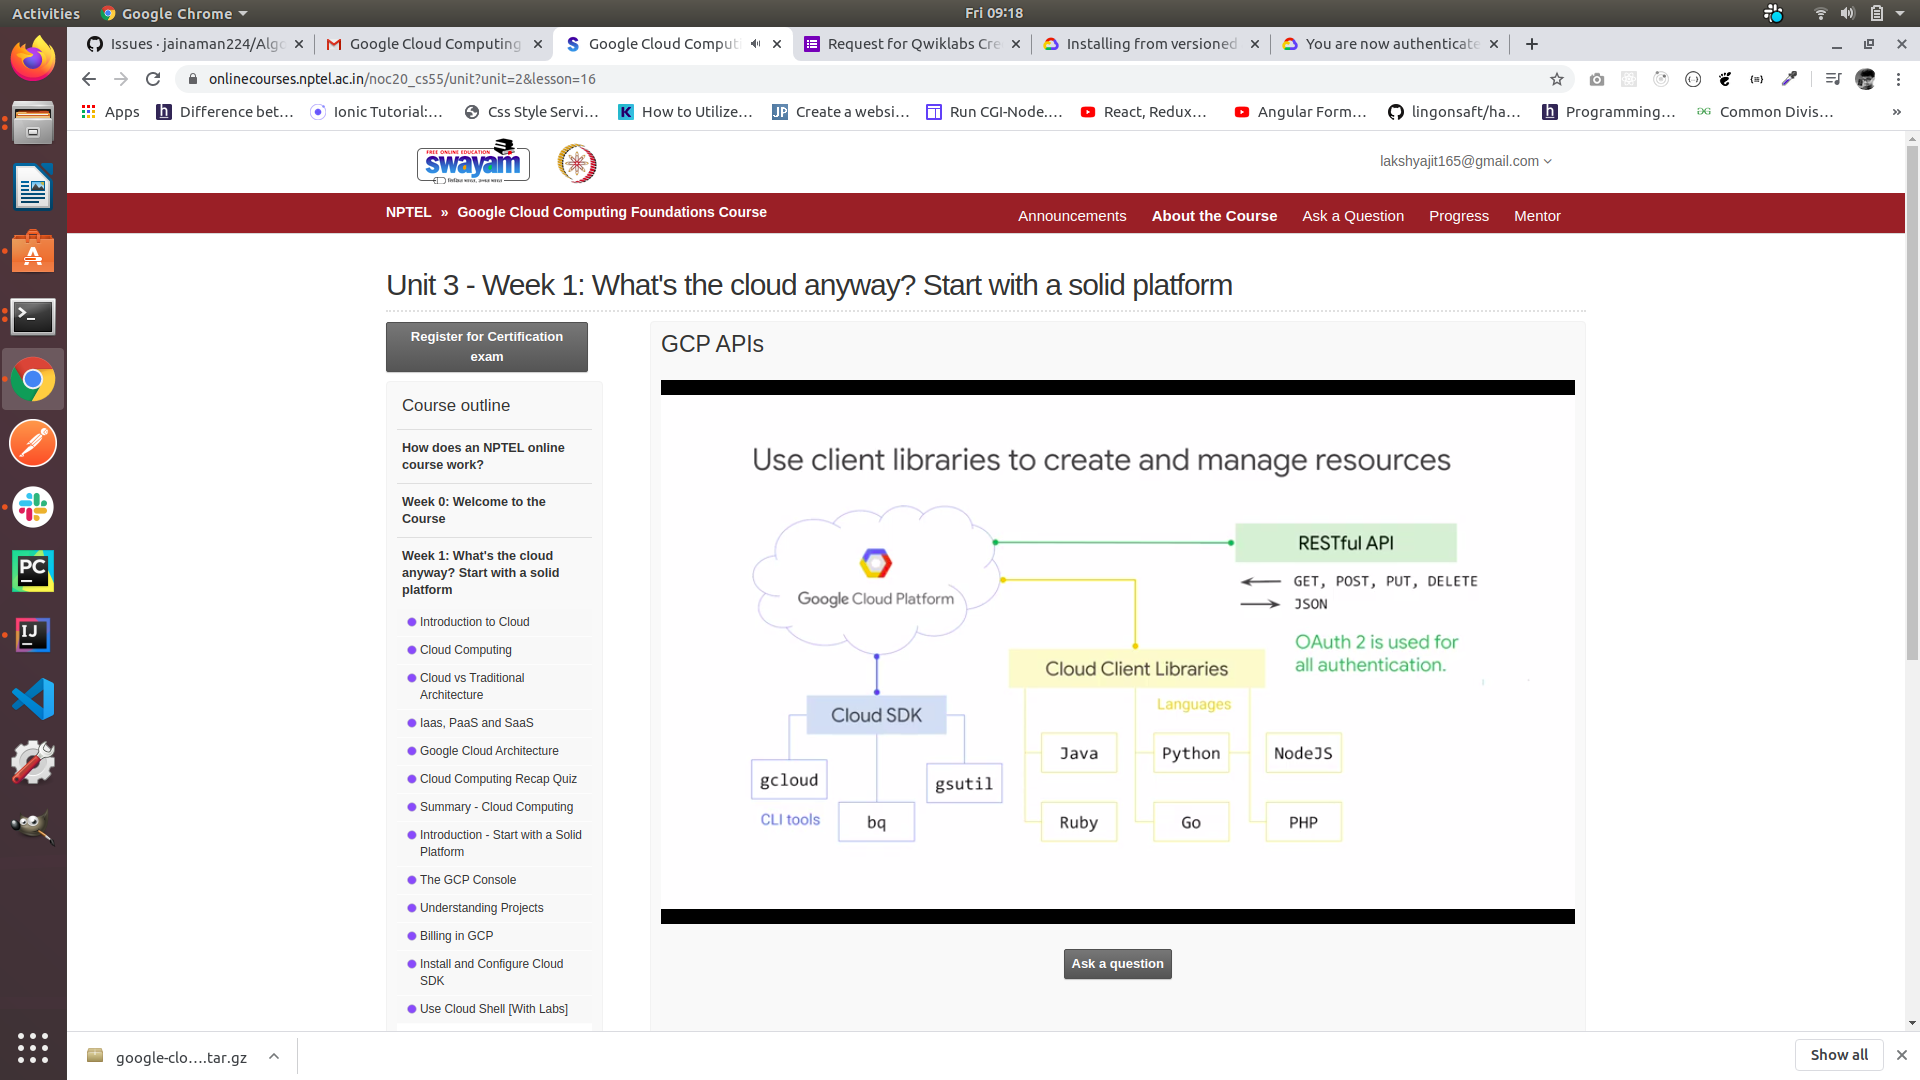 Activities
Google Chrome
Fri 09:18
Issues · jainaman224/Algo
Google Cloud Computing
Google Cloud Computi
Request for Qwiklabs Cre
Installing from versioned
You are now authenticate
onlinecourses.nptel.ac.in/noc20_cs55/unit?unit=2&lesson=16
Apps
Difference bet…
Ionic Tutorial:…
Css Style Servi…
How to Utilize…
Create a websi…
Run CGI-Node.…
React, Redux…
Angular Form…
lingonsaft/ha…
Programming…
Common Divis…
»
FREE ONLINE EDUCATION
swayam
शिक्षित भारत, उन्नत भारत
lakshyajit165@gmail.com
NPTEL » Google Cloud Computing Foundations Course
Announcements
About the Course
Ask a Question
Progress
Mentor
Unit 3 - Week 1: What's the cloud anyway? Start with a solid platform
Register for Certification
exam
Course outline
How does an NPTEL online
course work?
Week 0: Welcome to the
Course
Week 1: What's the cloud
anyway? Start with a solid
platform
Introduction to Cloud
Cloud Computing
Cloud vs Traditional
Architecture
Iaas, PaaS and SaaS
Google Cloud Architecture
Cloud Computing Recap Quiz
Summary - Cloud Computing
Introduction - Start with a Solid
Platform
The GCP Console
Understanding Projects
Billing in GCP
Install and Configure Cloud
SDK
Use Cloud Shell [With Labs]
GCP APIs
Use client libraries to create and manage resources
Google Cloud Platform
RESTful API
GET, POST, PUT, DELETE
JSON
OAuth 2 is used for
all authentication.
Cloud Client Libraries
Languages
Java
Python
NodeJS
Ruby
Go
PHP
Cloud SDK
gcloud
gsutil
CLI tools
bq
Ask a question
google-clo….tar.gz
Show all